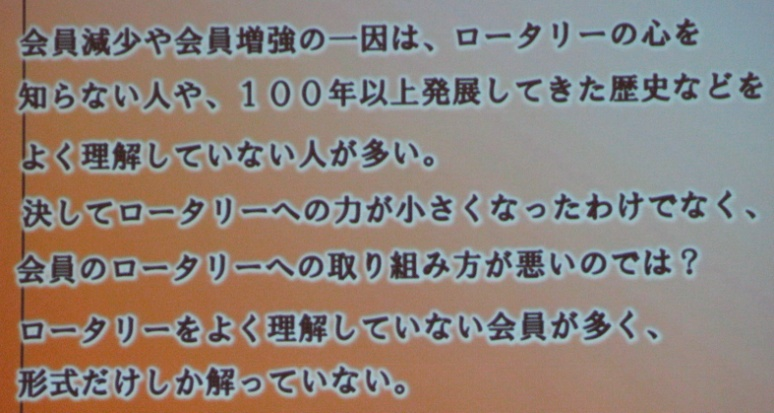 会員減少や会員増強の一因は、ロータリーの心を
知らない人や、１００年以上発展してきた歴史などを
よく理解していない人が多い。
決してロータリーへの力が小さくなったわけでなく、
会員のロータリーへの取り組み方が悪いのでは？
ロータリーをよく理解していない会員が多く、
形式だけしか解っていない。